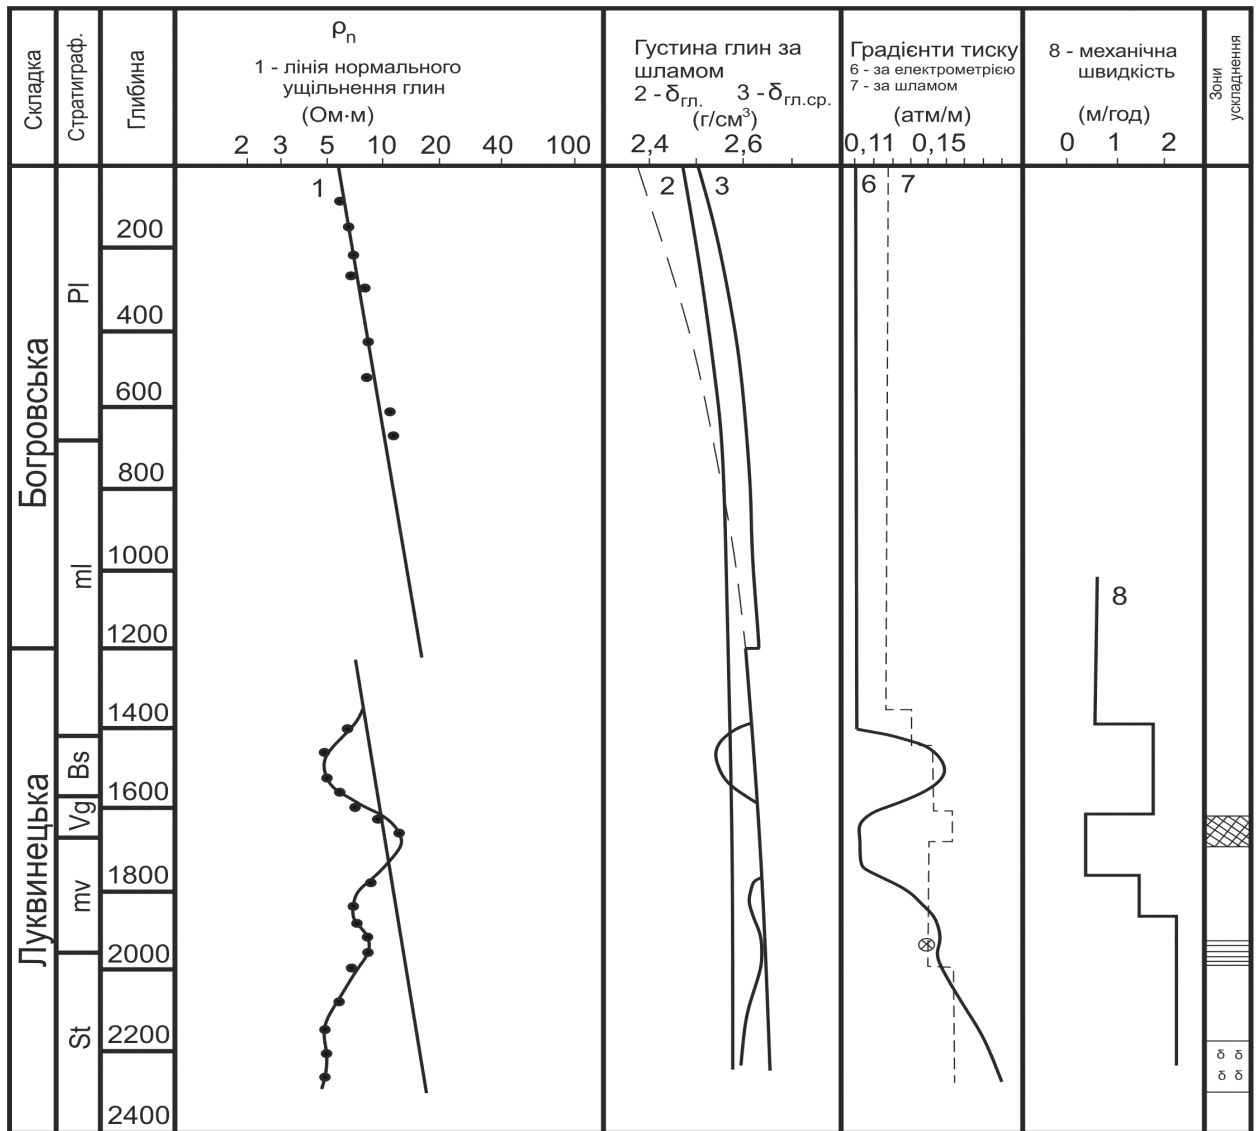 Складка
Стратиграф.
Глибина
ρn
1 - лінія нормального
ущільнення глин
(Ом·м)
2 3 5 10 20 40 100
Густина глин за
шламом
2 - δгл. 3 - δгл.ср.
(г/см³)
2,4 2,6
Градієнти тиску
6 - за електрометрією
7 - за шламом
(атм/м)
0,11 0,15
8 - механічна
швидкість
(м/год)
0 1 2
Зони
ускладнення
1
2
3
6
7
8
Богровська
Луквинецька
Pl
ml
Bs
Vg
mv
St
200
400
600
800
1000
1200
1400
1600
1800
2000
2200
2400
δ δ
δ δ